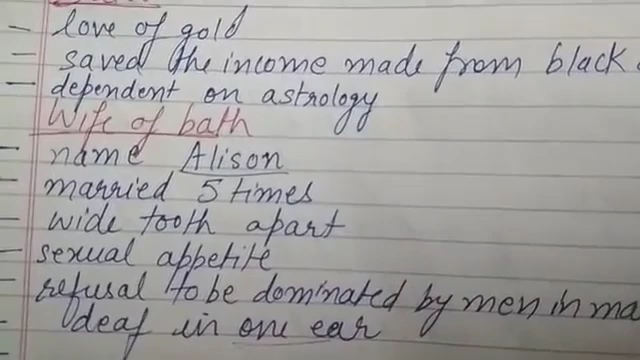 - love of gold
- saved the income made from black
- dependent on astrology
Wife of bath
- name Alison
- married 5 times
- wide tooth apart
- sexual appetite
- refusal to be dominated by men in ma
- deaf in one ear